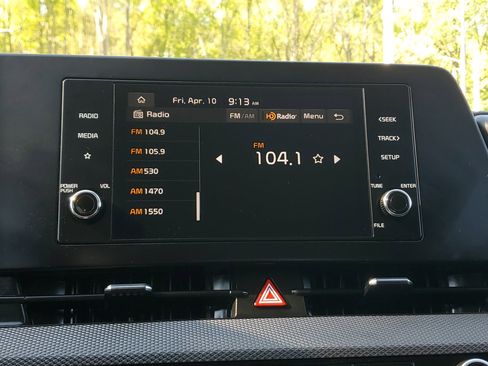 Fri, Apr. 10 9:13 AM
Radio FM/AM HD Radio Menu
FM 104.9
FM 105.9
AM 530
AM 1470
AM 1550
FM
104.1
RADIO
MEDIA
POWER
PUSH
VOL
<SEEK
TRACK>
SETUP
TUNE
ENTER
FILE